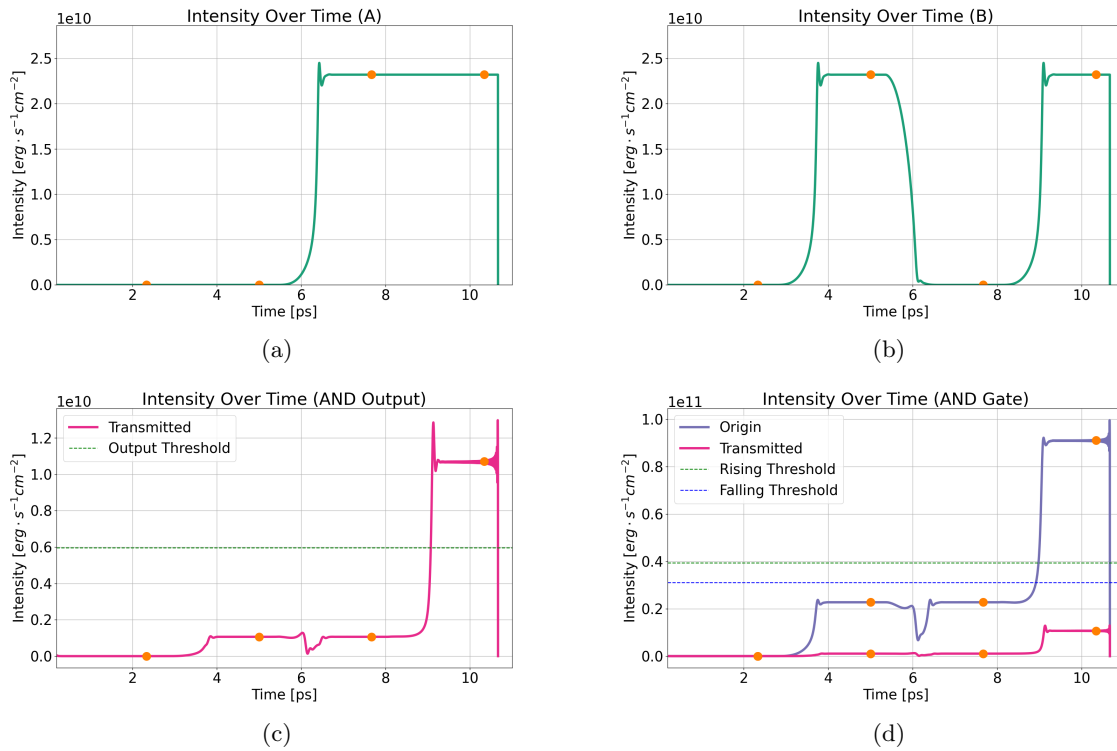 Intensity Over Time (A)
1e10
2.5
2.0
1.5
1.0
0.5
0.0
Intensity [erg · s⁻¹cm⁻²]
2 4 6 8 10
Time [ps]
(a)
Intensity Over Time (B)
1e10
2.5
2.0
1.5
1.0
0.5
0.0
Intensity [erg · s⁻¹cm⁻²]
2 4 6 8 10
Time [ps]
(b)
Intensity Over Time (AND Output)
1e10
Transmitted
Output Threshold
1.2
1.0
0.8
0.6
0.4
0.2
0.0
Intensity [erg · s⁻¹cm⁻²]
2 4 6 8 10
Time [ps]
(c)
Intensity Over Time (AND Gate)
1e11
Origin
Transmitted
Rising Threshold
Falling Threshold
1.0
0.8
0.6
0.4
0.2
0.0
Intensity [erg · s⁻¹cm⁻²]
2 4 6 8 10
Time [ps]
(d)